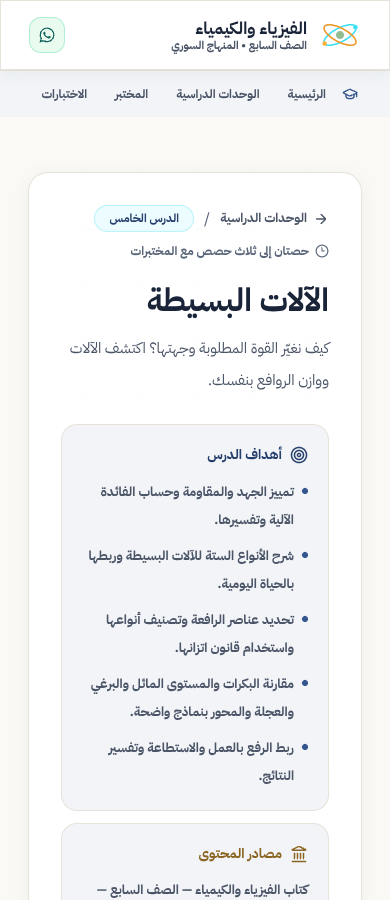 الفيزياء والكيمياء
الصف السابع • المنهاج السوري
الرئيسية الوحدات الدراسية المختبر الاختبارات
→ الوحدات الدراسية / الدرس الخامس
حصتان إلى ثلاث حصص مع المختبرات
الآلات البسيطة
كيف نغيّر القوة المطلوبة وجهتها؟ اكتشف الآلات
ووازن الروافع بنفسك.
أهداف الدرس
• تمييز الجهد والمقاومة وحساب الفائدة
الآلية وتفسيرها.
• شرح الأنواع الستة للآلات البسيطة وربطها
بالحياة اليومية.
• تحديد عناصر الرافعة وتصنيف أنواعها
واستخدام قانون اتزانها.
• مقارنة البكرات والمستوى المائل والبرغي
والعجلة والمحور بنماذج واضحة.
• ربط الرفع بالعمل والاستطاعة وتفسير
النتائج.
مصادر المحتوى
كتاب الفيزياء والكيمياء — الصف السابع —